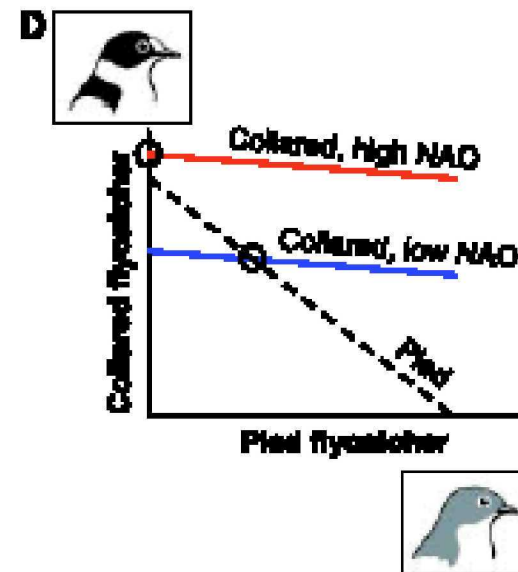 D
Collared, high NAO
Collared flycatcher
Collared, low NAO
Pied
Pied flycatcher